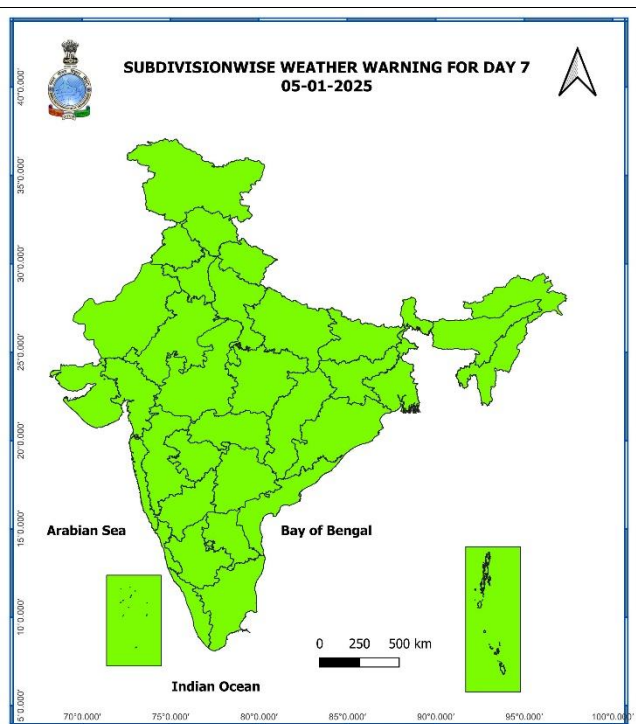 SUBDIVISIONWISE WEATHER WARNING FOR DAY 7
05-01-2025
40°0.000'
35°0.000'
30°0.000'
25°0.000'
20°0.000'
15°0.000'
10°0.000'
5°0.000'
Arabian Sea
Bay of Bengal
0 250 500 km
Indian Ocean
70°0.000' 75°0.000' 80°0.000' 85°0.000' 90°0.000' 95°0.000' 100°0.000'